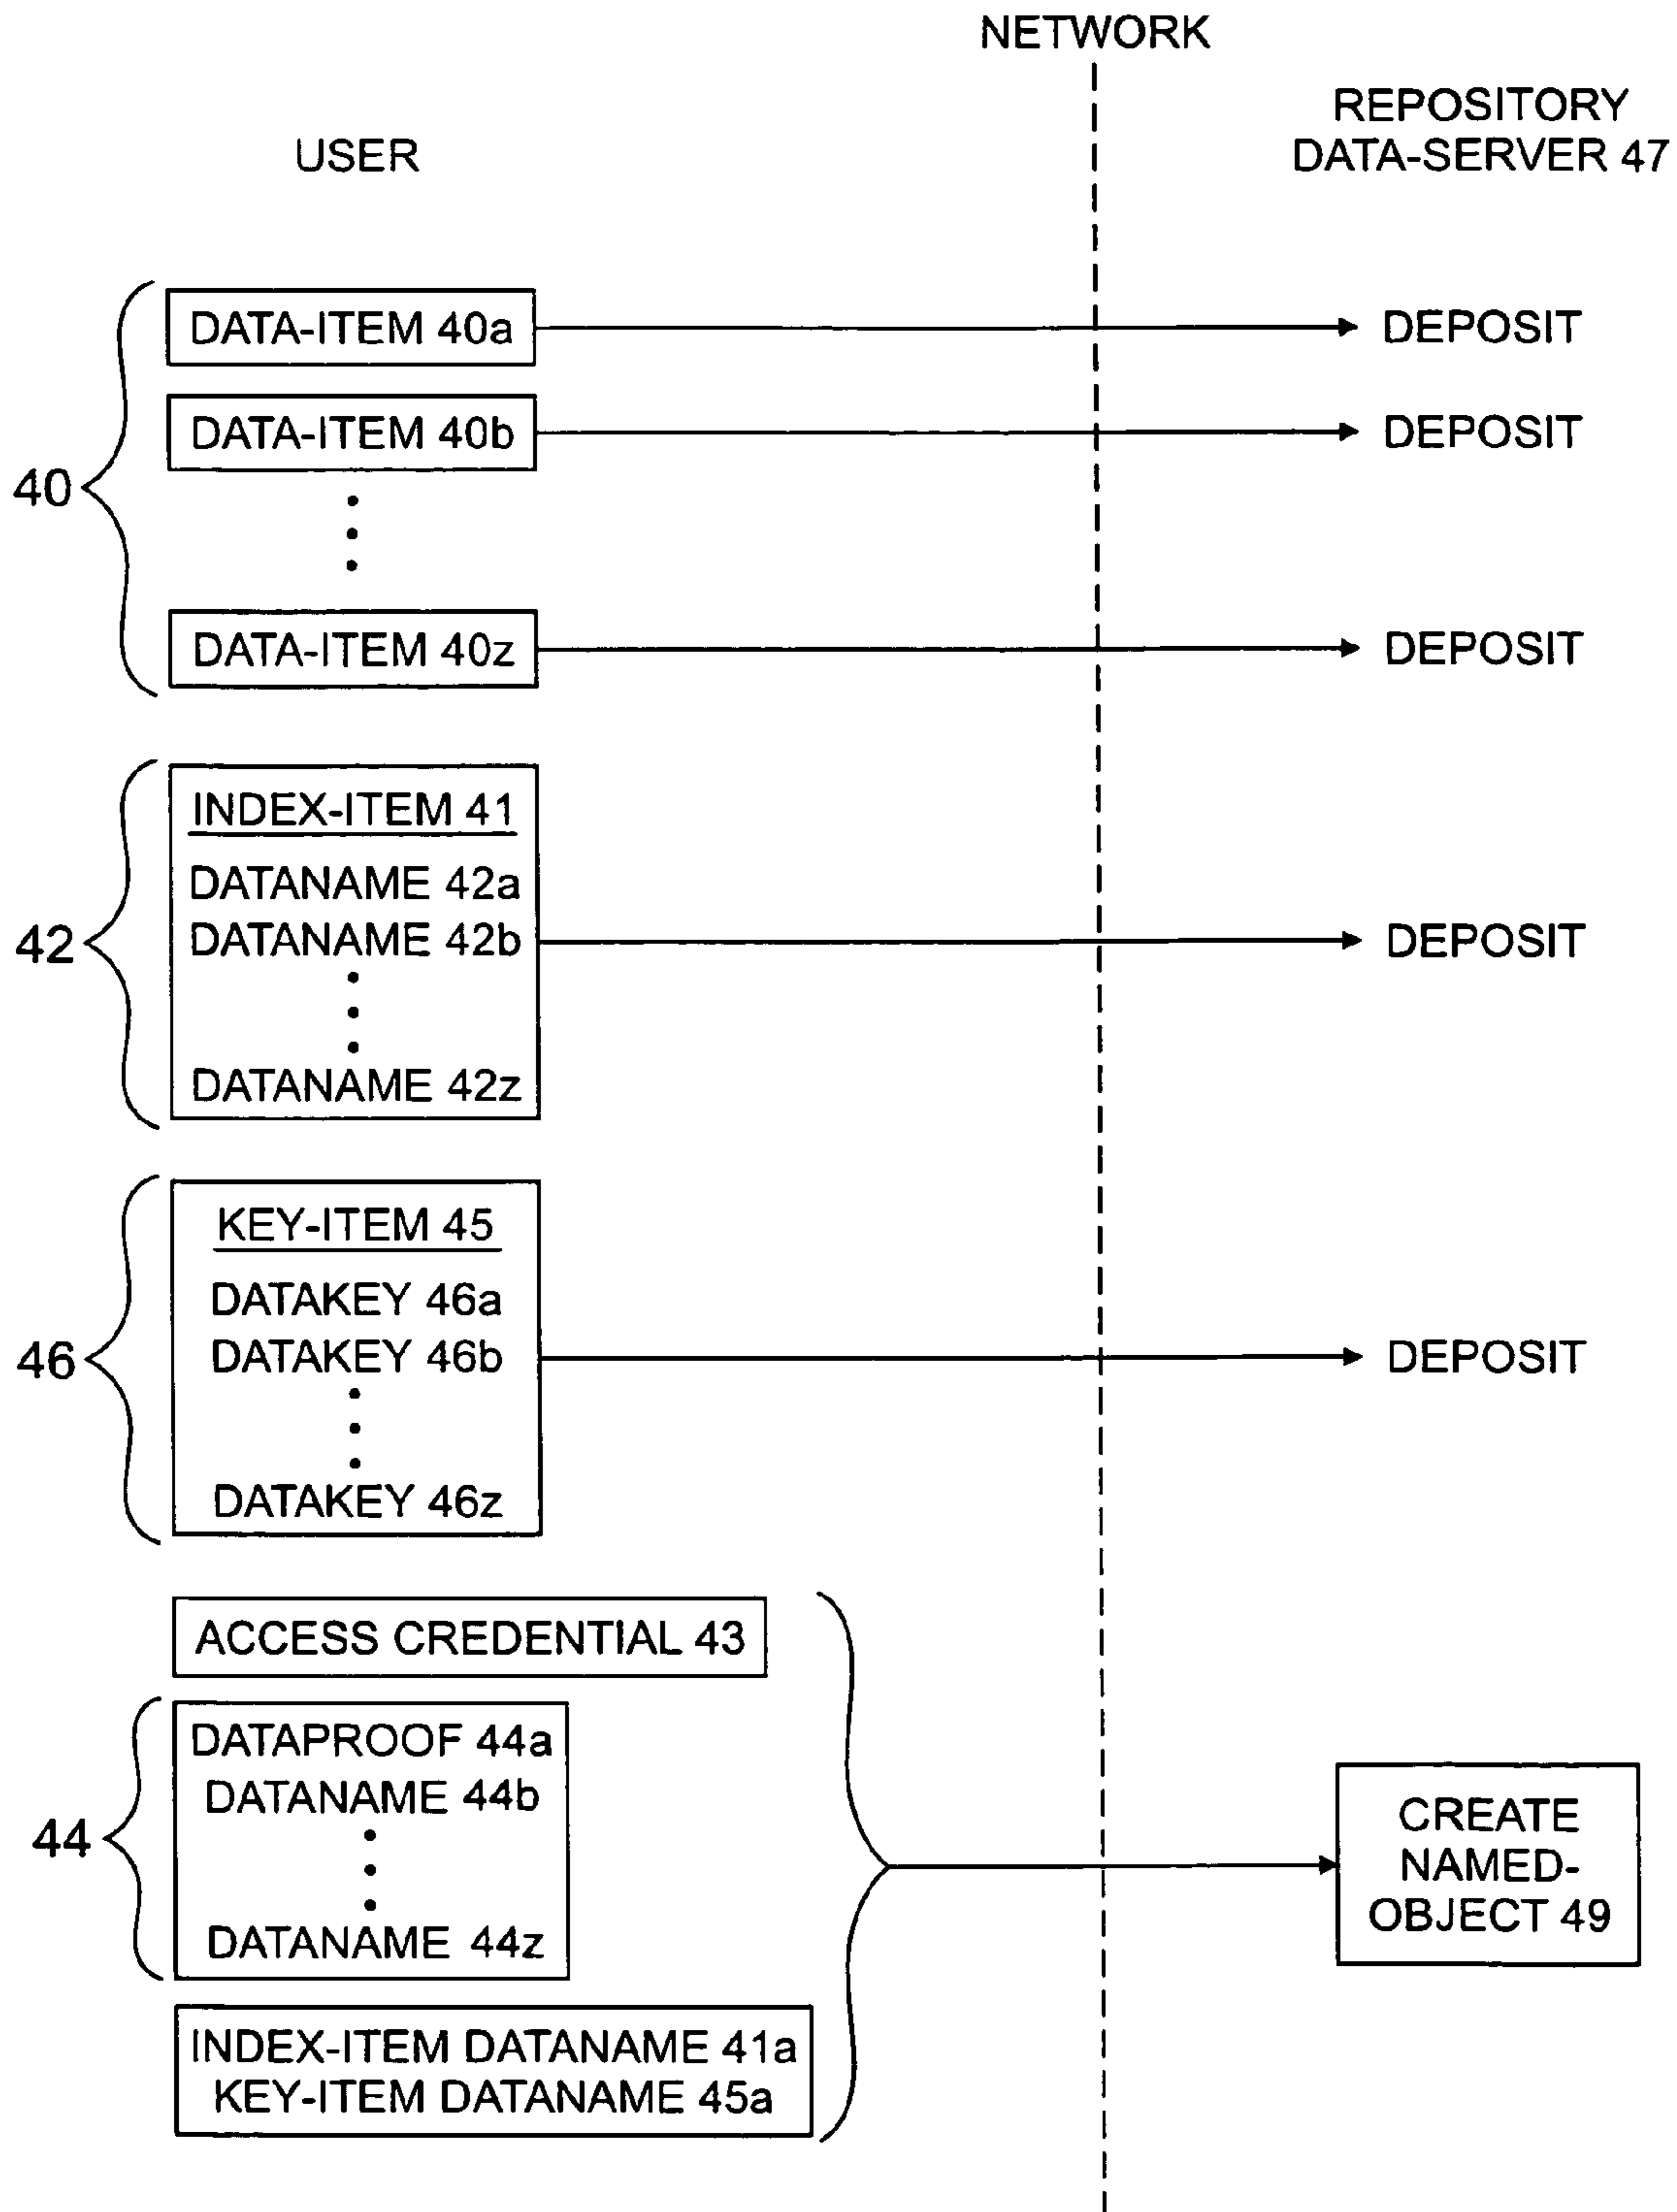 NETWORK
REPOSITORY
DATA-SERVER 47
USER
40
DATA-ITEM 40a
DEPOSIT
DATA-ITEM 40b
DEPOSIT
DATA-ITEM 40z
DEPOSIT
42
INDEX-ITEM 41
DATANAME 42a
DATANAME 42b
DATANAME 42z
DEPOSIT
46
KEY-ITEM 45
DATAKEY 46a
DATAKEY 46b
DATAKEY 46z
DEPOSIT
ACCESS CREDENTIAL 43
44
DATAPROOF 44a
DATANAME 44b
DATANAME 44z
INDEX-ITEM DATANAME 41a
KEY-ITEM DATANAME 45a
CREATE
NAMED-
OBJECT 49